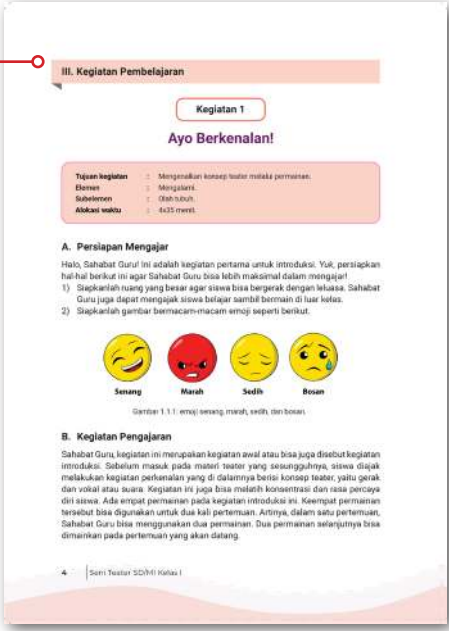 III. Kegiatan Pembelajaran
Kegiatan 1
Ayo Berkenalan!
Tujuan kegiatan : Mengenalkan konsep teater melalui permainan.
Elemen : Mengalami.
Subelemen : Olah tubuh.
Alokasi waktu : 4x35 menit.
A. Persiapan Mengajar
Halo, Sahabat Guru! Ini adalah kegiatan pertama untuk introduksi. Yuk, persiapkan
hal-hal berikut ini agar Sahabat Guru bisa lebih maksimal dalam mengajar!
1) Siapkanlah ruang yang besar agar siswa bisa bergerak dengan leluasa. Sahabat
Guru juga dapat mengajak siswa belajar sambil bermain di luar kelas.
2) Siapkanlah gambar bermacam-macam emoji seperti berikut.
Senang Marah Sedih Bosan
Gambar 1.1.1: emoji senang, marah, sedih, dan bosan.
B. Kegiatan Pengajaran
Sahabat Guru, kegiatan ini merupakan kegiatan awal atau bisa juga disebut kegiatan
introduksi. Sebelum masuk pada materi teater yang sesungguhnya, siswa diajak
melakukan kegiatan perkenalan yang di dalamnya berisi konsep teater, yaitu gerak
dan vokal atau suara. Kegiatan ini juga bisa melatih konsentrasi dan rasa percaya
diri siswa. Ada empat permainan pada kegiatan introduksi ini. Keempat permainan
tersebut bisa digunakan untuk dua kali pertemuan. Artinya, dalam satu pertemuan,
Sahabat Guru bisa menggunakan dua permainan. Dua permainan selanjutnya bisa
dimainkan pada pertemuan yang akan datang.
4 | Seni Teater SD/MI Kelas I